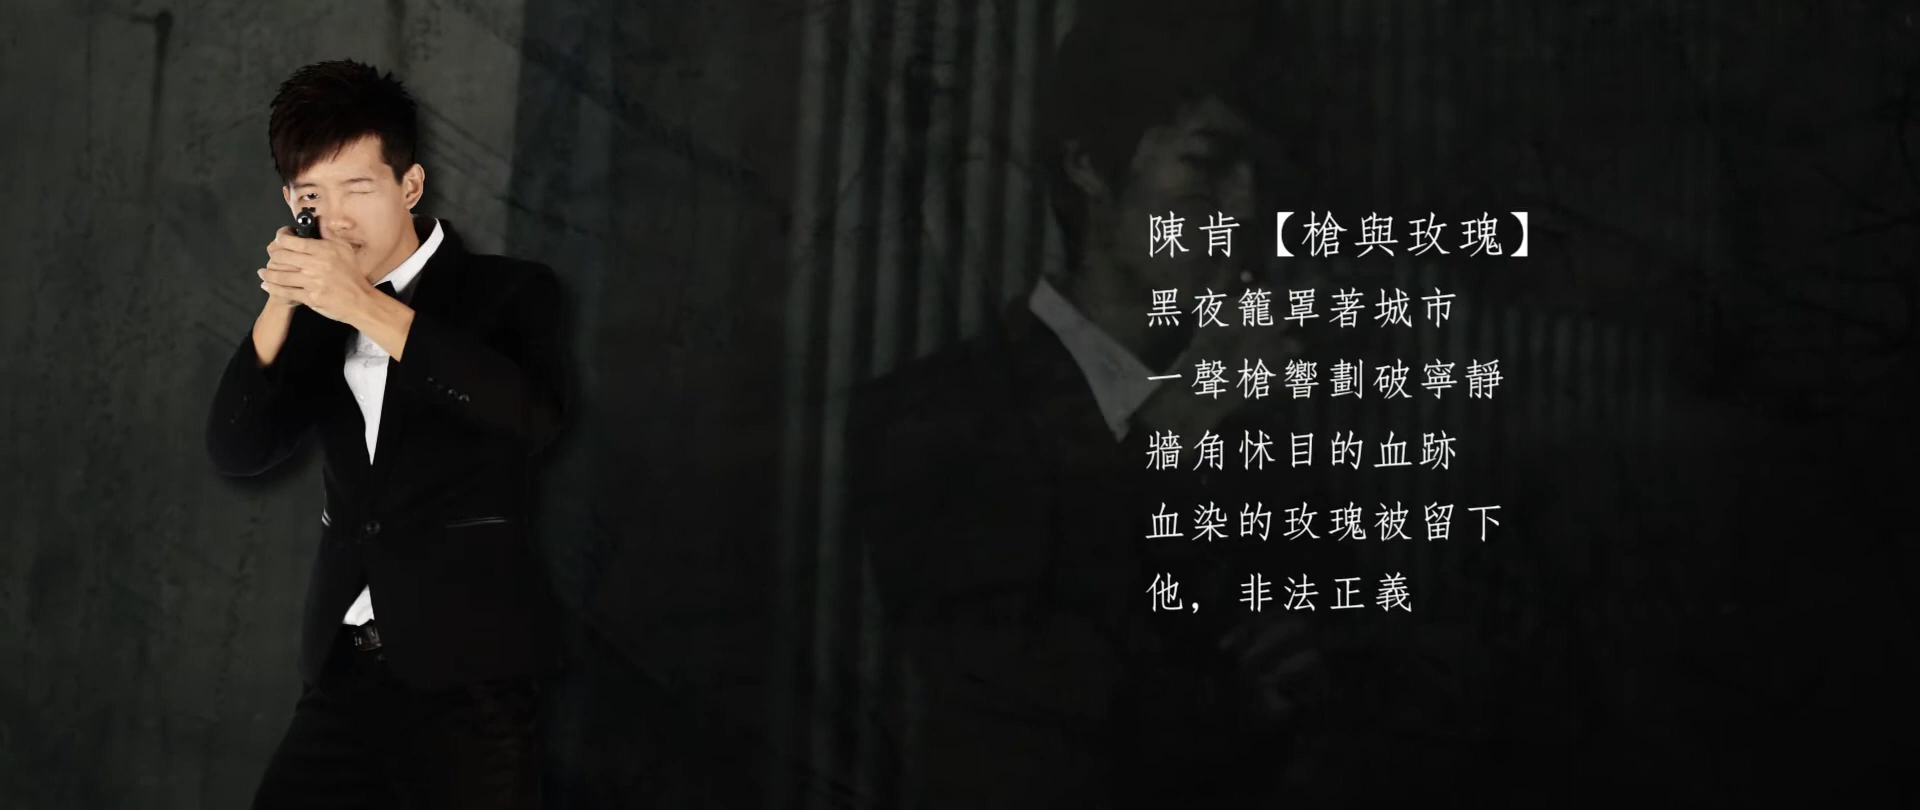 陳肯【槍與玫瑰】
黑夜籠罩著城市
一聲槍響劃破寧靜
牆角怵目的血跡
血染的玫瑰被留下
他，非法正義